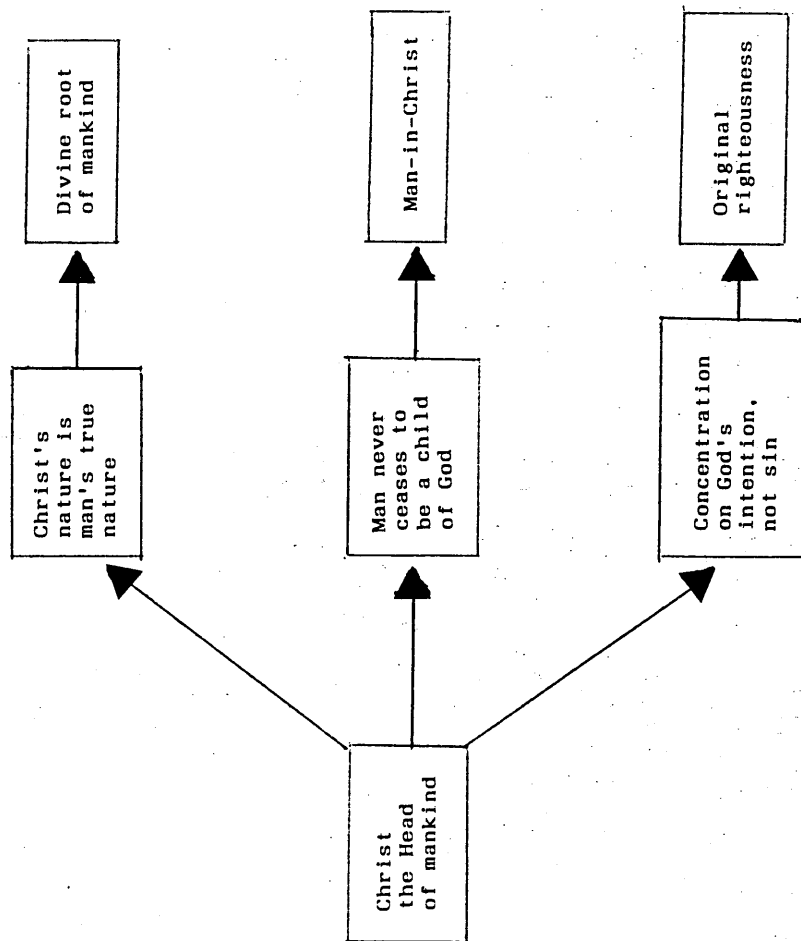 Christ
the Head
of mankind
Christ's
nature is
man's true
nature
Divine root
of mankind
Man never
ceases to
be a child
of God
Man-in-Christ
Concentration
on God's
intention,
not sin
Original
righteousness